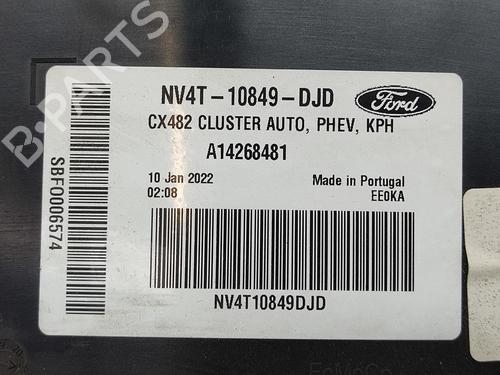 NV4T-10849-DJD
Ford
CX482 CLUSTER AUTO, PHEV, KPH
A14268481
10 Jan 2022
Made in Portugal
02:08
EE0KA
NV4T10849DJD
SBF0006574
B-PARTS
FoMoCo